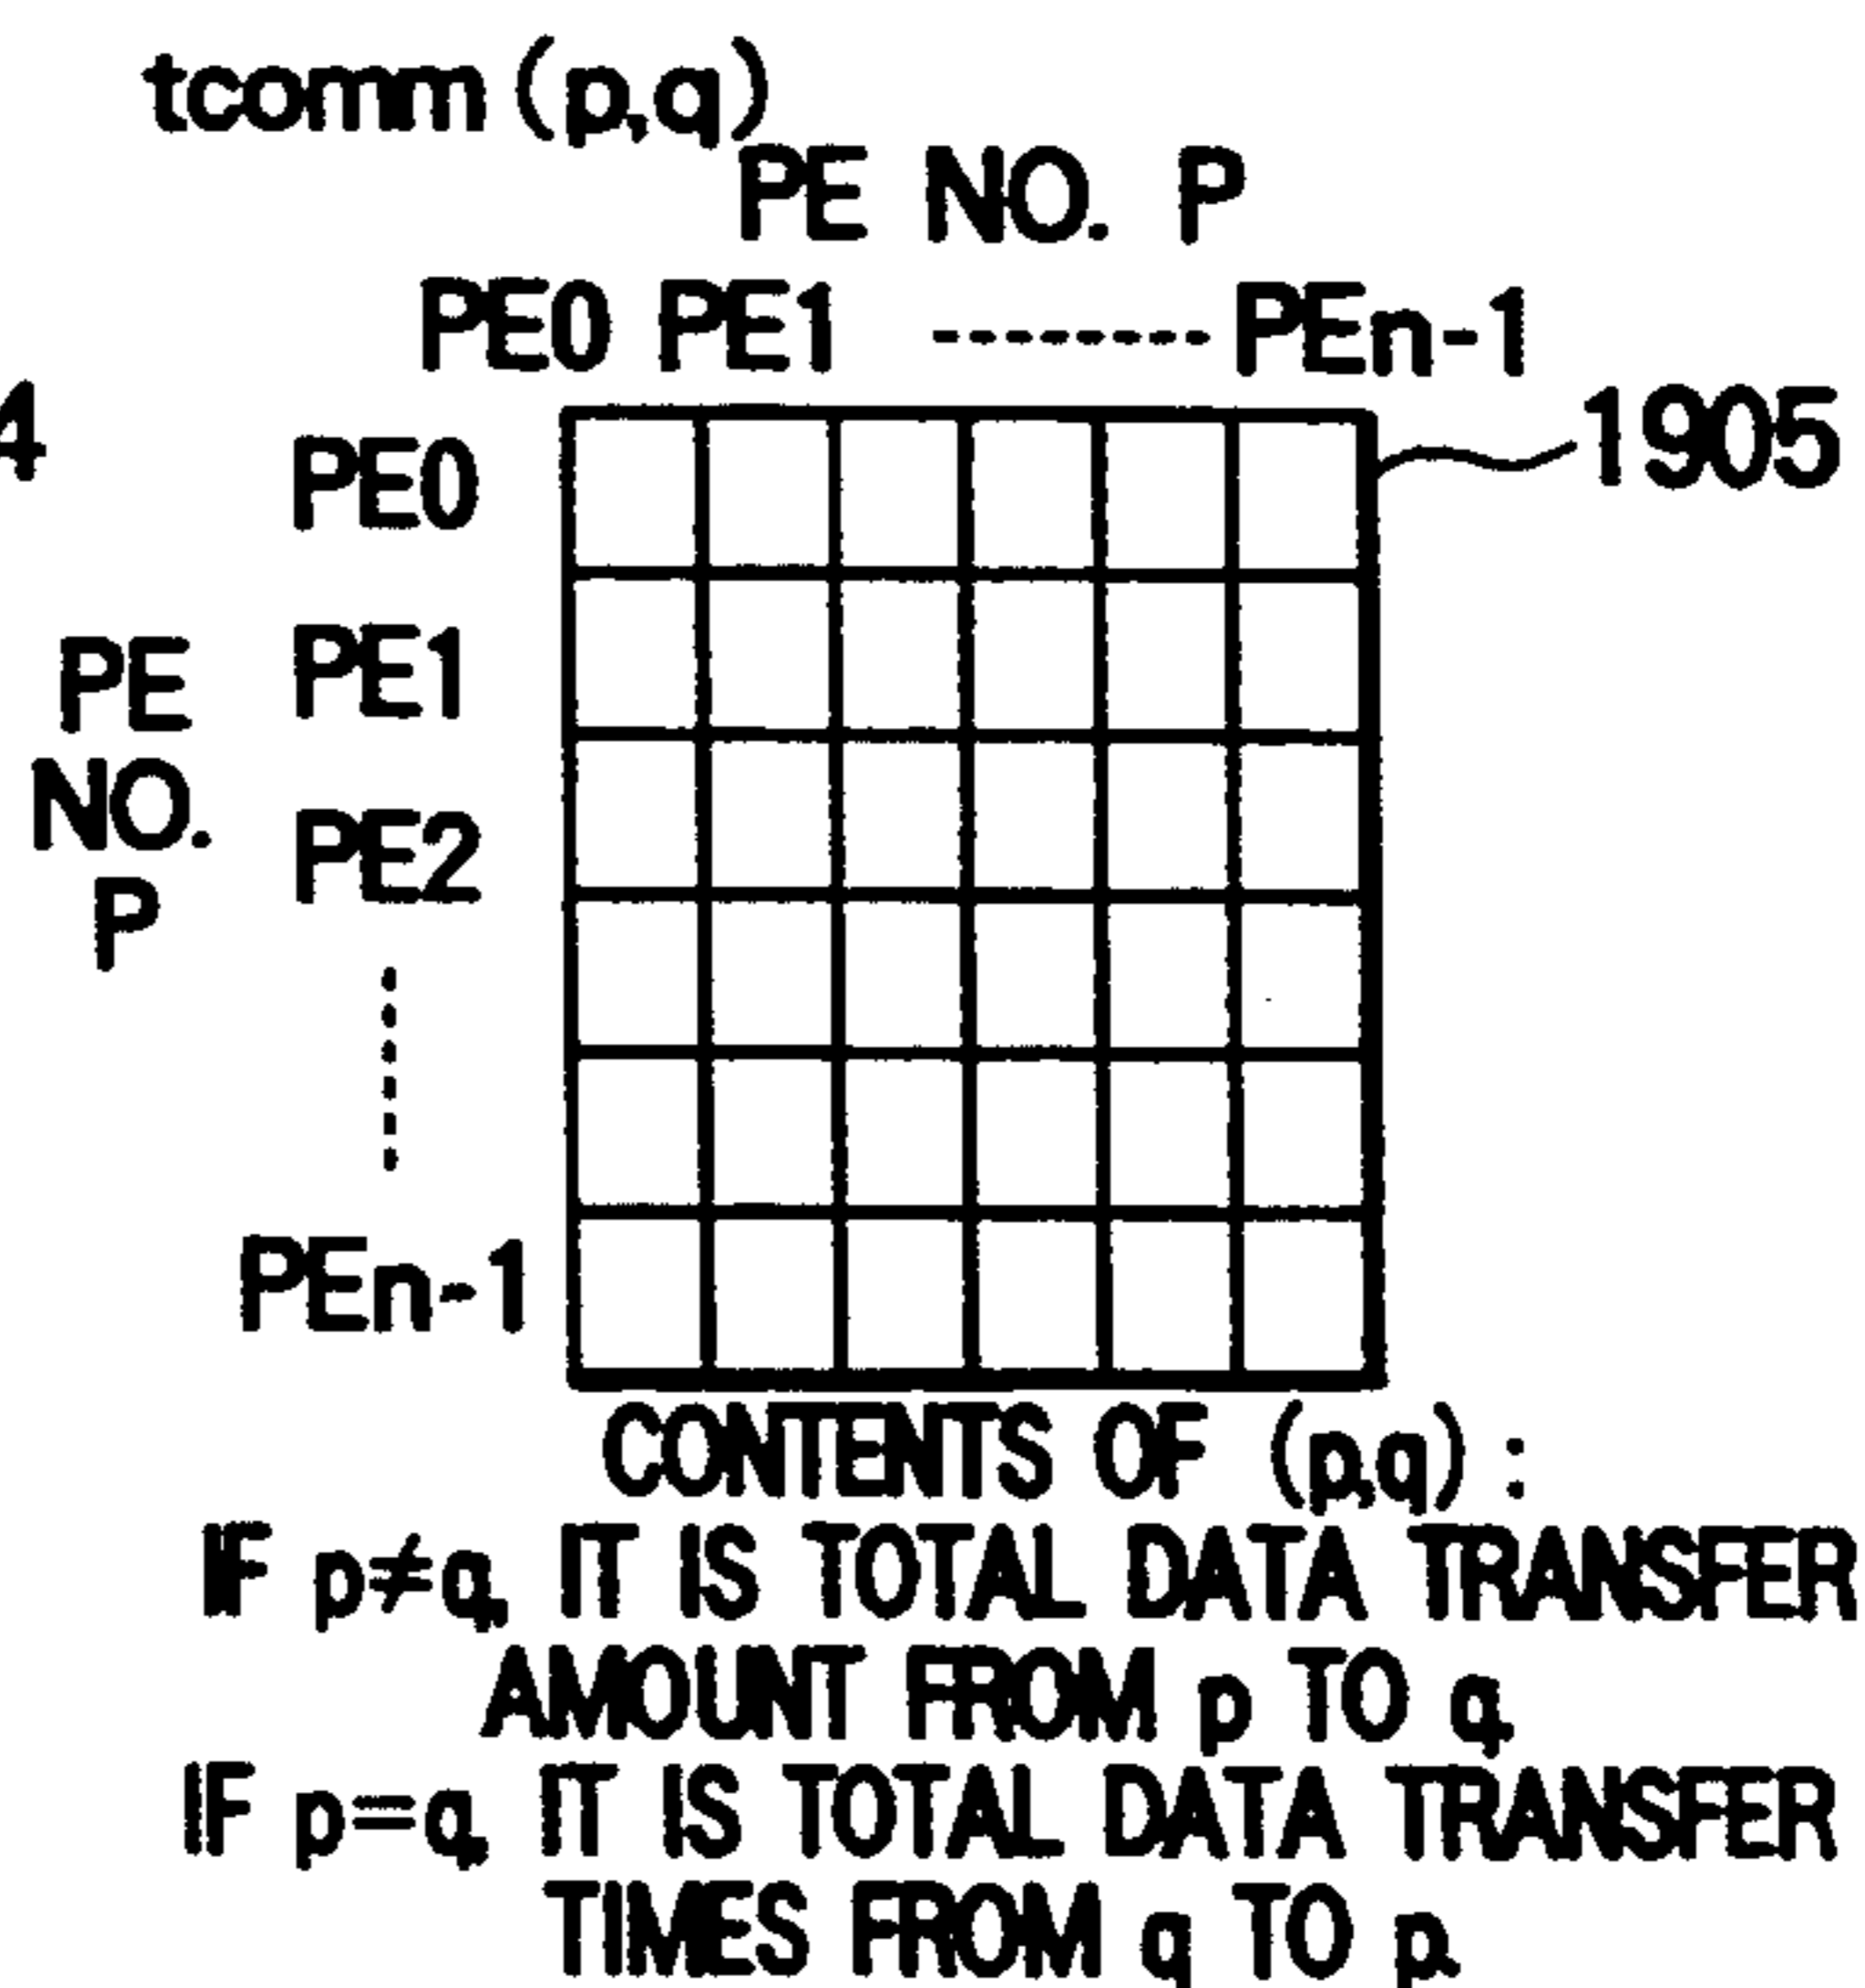 tcomm (p,q)
PE NO. P
PE0 PE1 ------- PEn-1
4
1905
PE0
PE1
PE
NO.
P
PE2
PEn-1
CONTENTS OF (p,q) :
IF p≠q, IT IS TOTAL DATA TRANSFER
AMOUNT FROM p TO q,
IF p=q, IT IS TOTAL DATA TRANSFER
TIMES FROM q TO p.